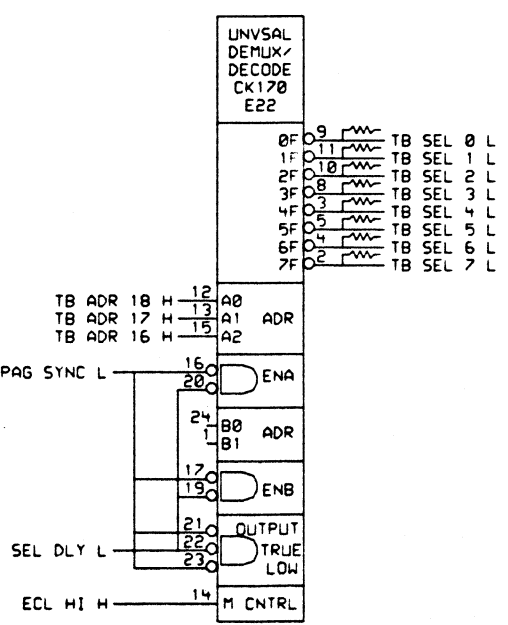 UNVSAL
DEMUX/
DECODE
CK170
E22
0F 9 TB SEL 0 L
1F 11 TB SEL 1 L
2F 10 TB SEL 2 L
3F 8 TB SEL 3 L
4F 3 TB SEL 4 L
5F 5 TB SEL 5 L
6F 4 TB SEL 6 L
7F 2 TB SEL 7 L
TB ADR 18 H 12 A0
TB ADR 17 H 13 A1 ADR
TB ADR 16 H 15 A2
PAG SYNC L 16 ENA
20
24 B0
1 B1 ADR
17
19 ENB
21 OUTPUT
SEL DLY L 22 TRUE
23 LOW
ECL HI H 14 M CNTRL